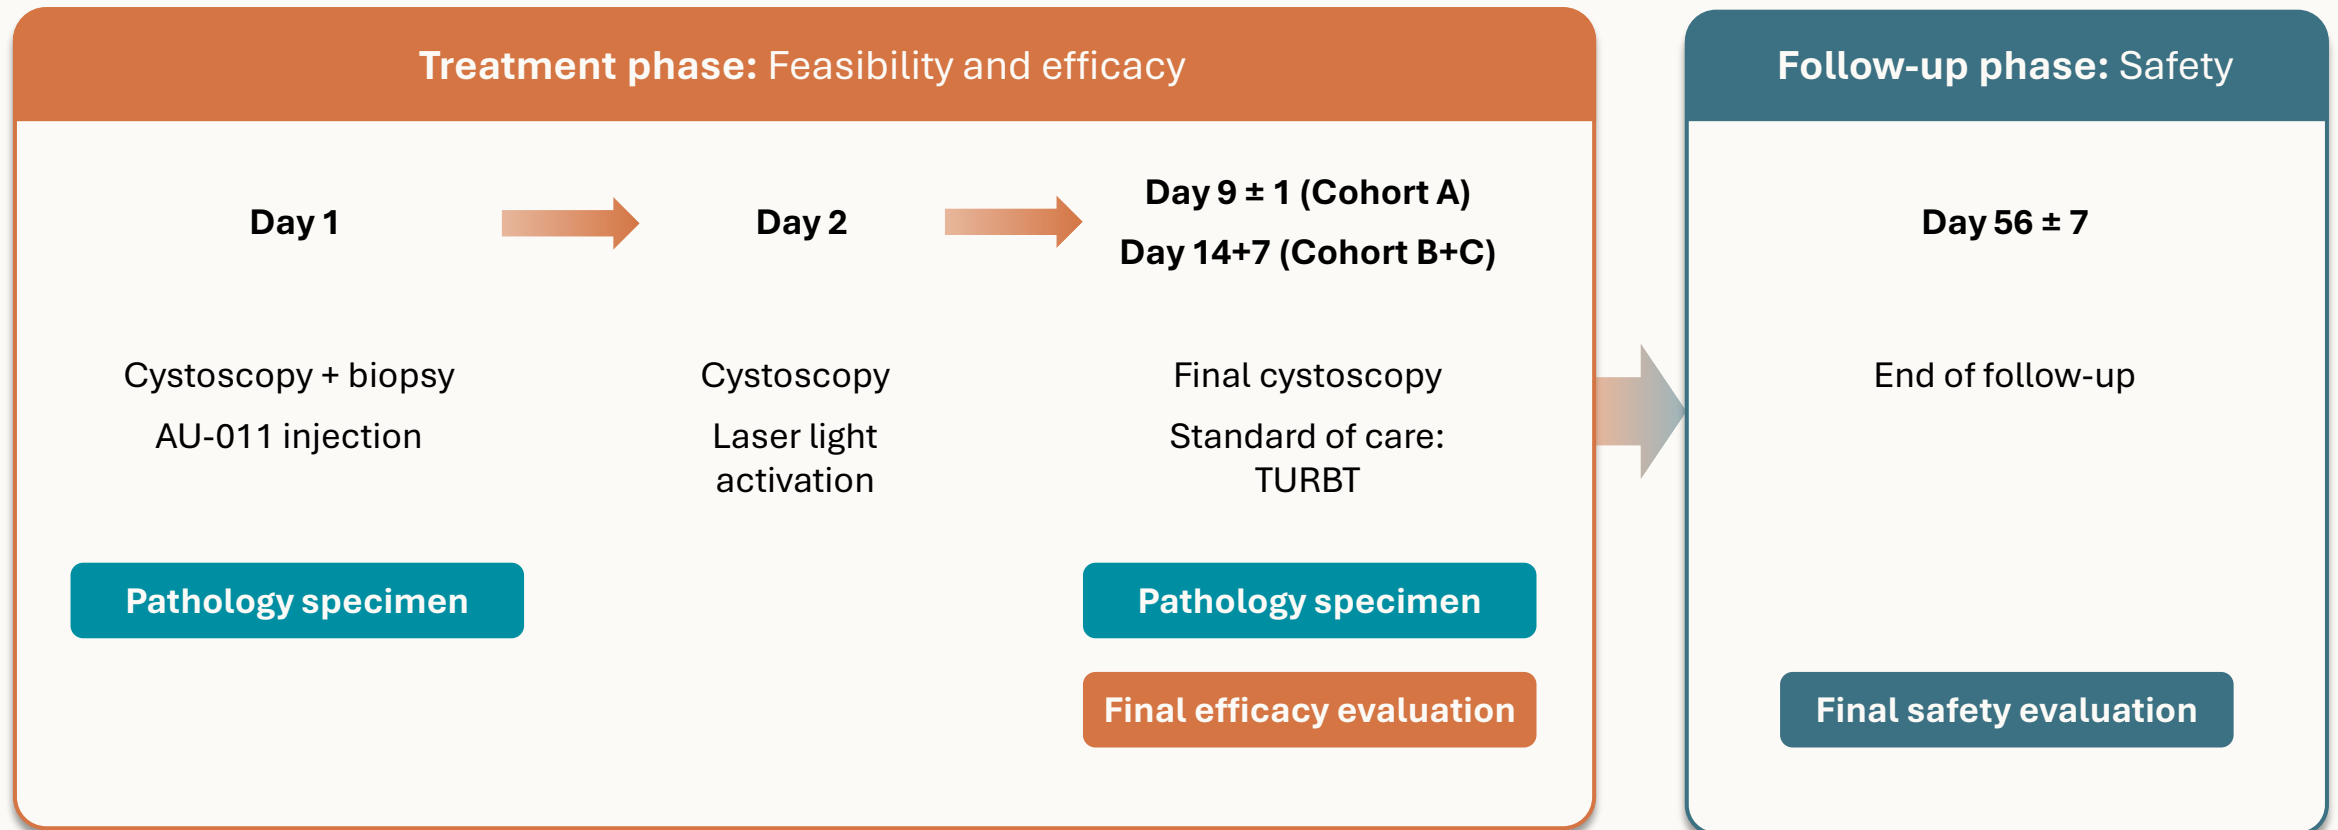 Treatment phase: Feasibility and efficacy
Day 1
Cystoscopy + biopsy
AU-011 injection
Pathology specimen
Day 2
Cystoscopy
Laser light
activation
Day 9 ± 1 (Cohort A)
Day 14+7 (Cohort B+C)
Final cystoscopy
Standard of care:
TURBT
Pathology specimen
Final efficacy evaluation
Follow-up phase: Safety
Day 56 ± 7
End of follow-up
Final safety evaluation